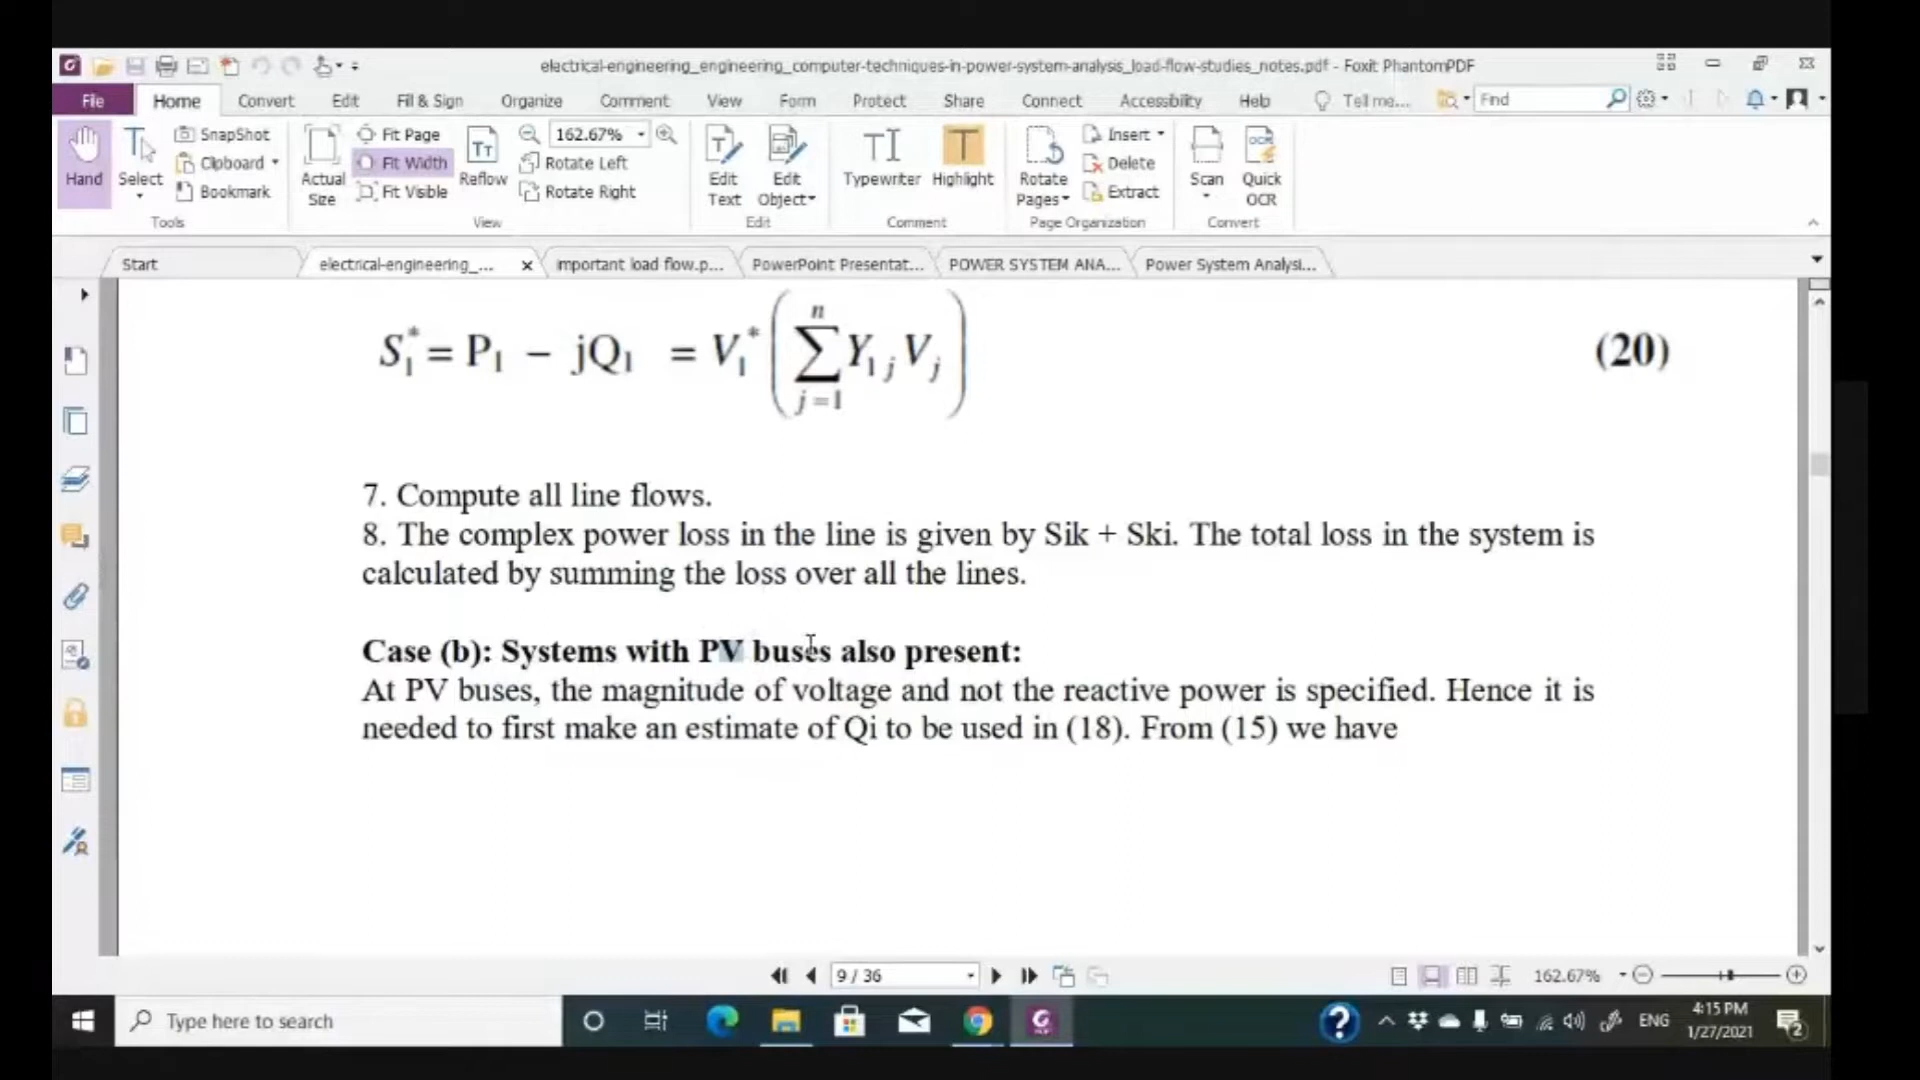 electrical-engineering_engineering_computer-techniques-in-power-system-analysis_load-flow-studies_notes.pdf - Foxit PhantomPDF
File Home Convert Edit Fill & Sign Organize Comment View Form Protect Share Connect Accessibility Help Tell me... Find
SnapShot Fit Page 162.67% Insert
Clipboard Fit Width Rotate Left Delete
Hand Select Bookmark Actual Size Fit Visible Reflow Rotate Right Edit Text Edit Object Typewriter Highlight Rotate Pages Extract Scan Quick OCR
Tools View Edit Comment Page Organization Convert
Start electrical-engineering_... important load flow.p... PowerPoint Presentat... POWER SYSTEM ANA... Power System Analysi...
S₁* = P₁ − jQ₁ = V₁* (∑ⁿⱼ₌₁ Y₁ⱼ Vⱼ) (20)
7. Compute all line flows.
8. The complex power loss in the line is given by Sik + Ski. The total loss in the system is
calculated by summing the loss over all the lines.
Case (b): Systems with PV buses also present:
At PV buses, the magnitude of voltage and not the reactive power is specified. Hence it is
needed to first make an estimate of Qi to be used in (18). From (15) we have
9 / 36 162.67%
Type here to search ENG 4:15 PM
1/27/2021 2